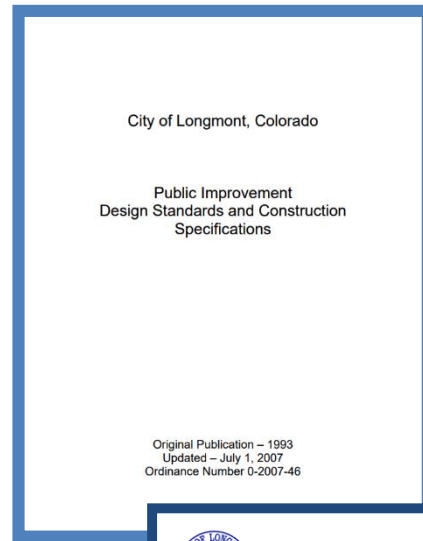 City of Longmont, Colorado
Public Improvement
Design Standards and Construction
Specifications
Original Publication – 1993
Updated – July 1, 2007
Ordinance Number 0-2007-46